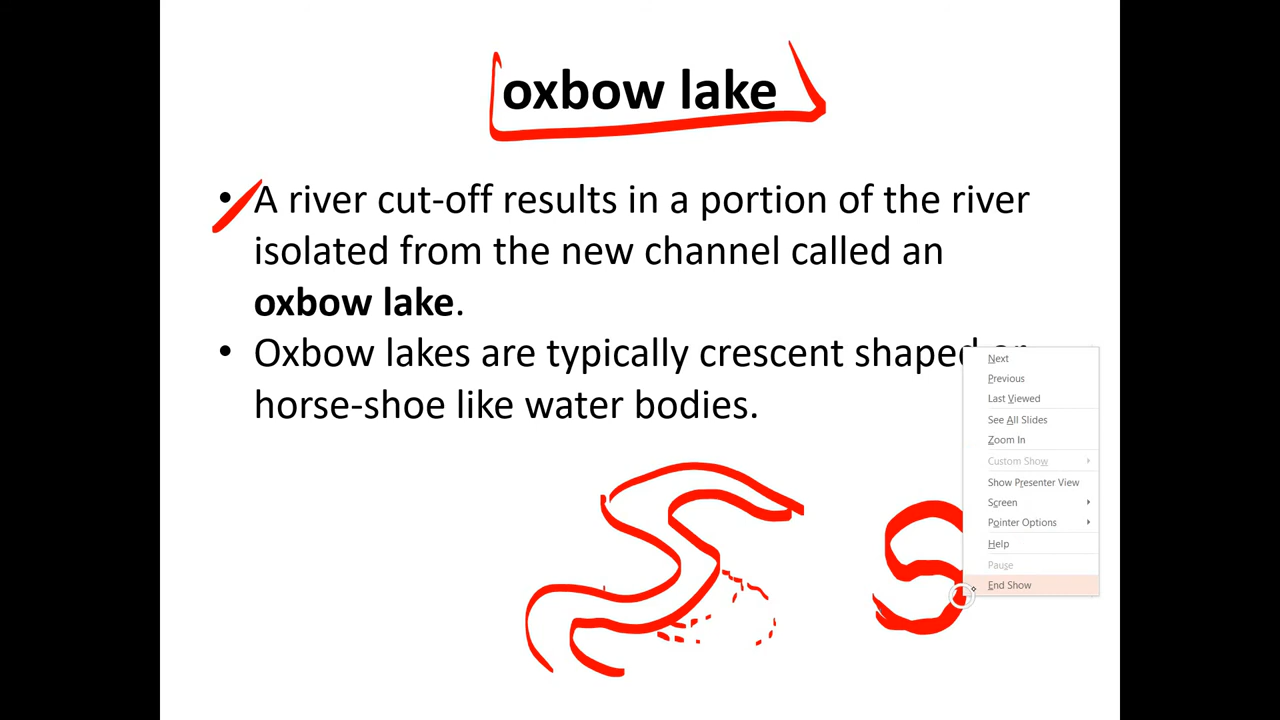 oxbow lake
• A river cut-off results in a portion of the river
isolated from the new channel called an
oxbow lake.
• Oxbow lakes are typically crescent shaped or
horse-shoe like water bodies.
Next
Previous
Last Viewed
See All Slides
Zoom In
Custom Show
Show Presenter View
Screen
Pointer Options
Help
Pause
End Show